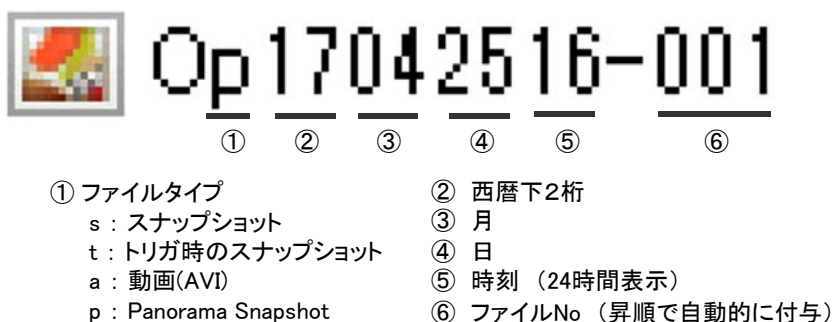 Op17042516-001
① ② ③ ④ ⑤ ⑥
① ファイルタイプ
s : スナップショット
t : トリガ時のスナップショット
a : 動画(AVI)
p : Panorama Snapshot
② 西暦下2桁
③ 月
④ 日
⑤ 時刻 （24時間表示）
⑥ ファイルNo （昇順で自動的に付与）